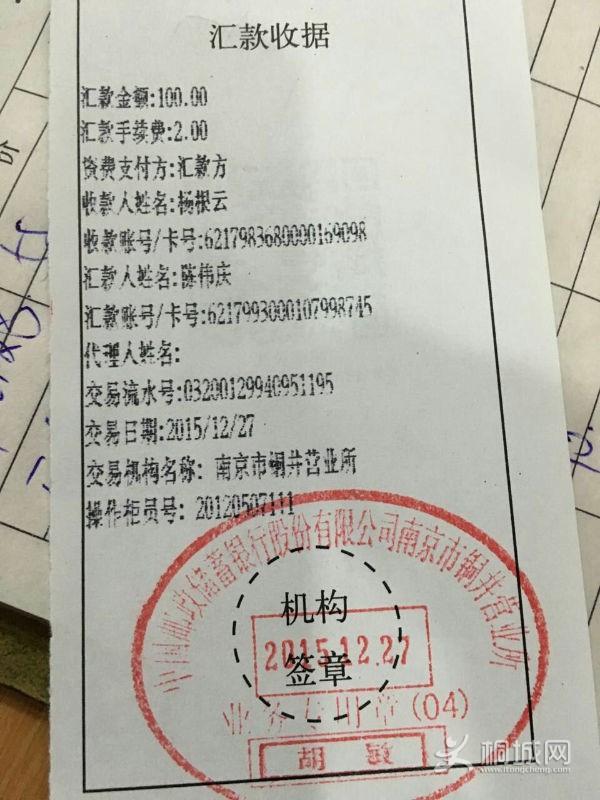 汇款收据
汇款金额:100.00
汇款手续费:2.00
资费支付方:汇款方
收款人姓名:杨根云
收款账号/卡号:6217983680000169098
汇款人姓名:陈伟庆
汇款账号/卡号:6217993000107998745
代理人姓名:
交易流水号:03200129940951195
交易日期:2015/12/27
交易机构名称: 南京市铜井营业所
操作柜员号: 20120507111
中国邮政储蓄银行股份有限公司南京市铜井营业所
机构
2015.12.27
签章
业务专用章(04)
胡
桐城网
www.itongcheng.com